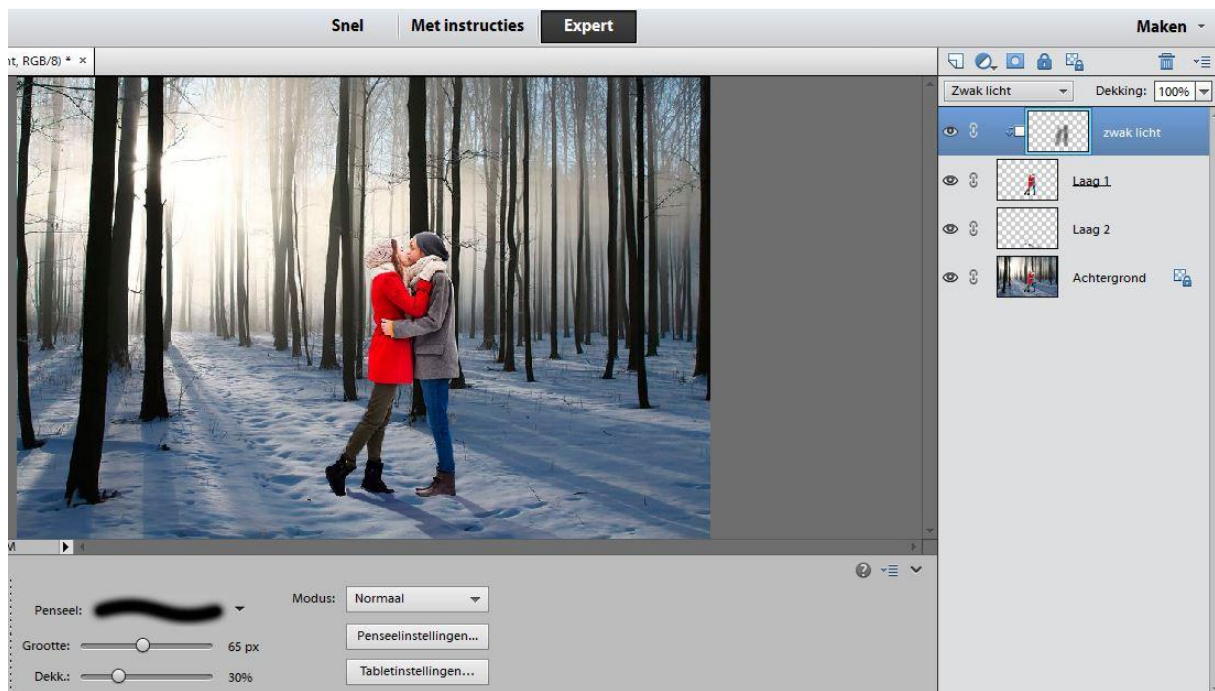 Snel Met instructies Expert Maken
nt, RGB/8) * ×
Zwak licht Dekking: 100%
zwak licht
Laag 1
Laag 2
Achtergrond
M
Penseel:
Modus: Normaal
Penseelinstellingen...
Grootte: 65 px
Tabletinstellingen...
Dekk.: 30%